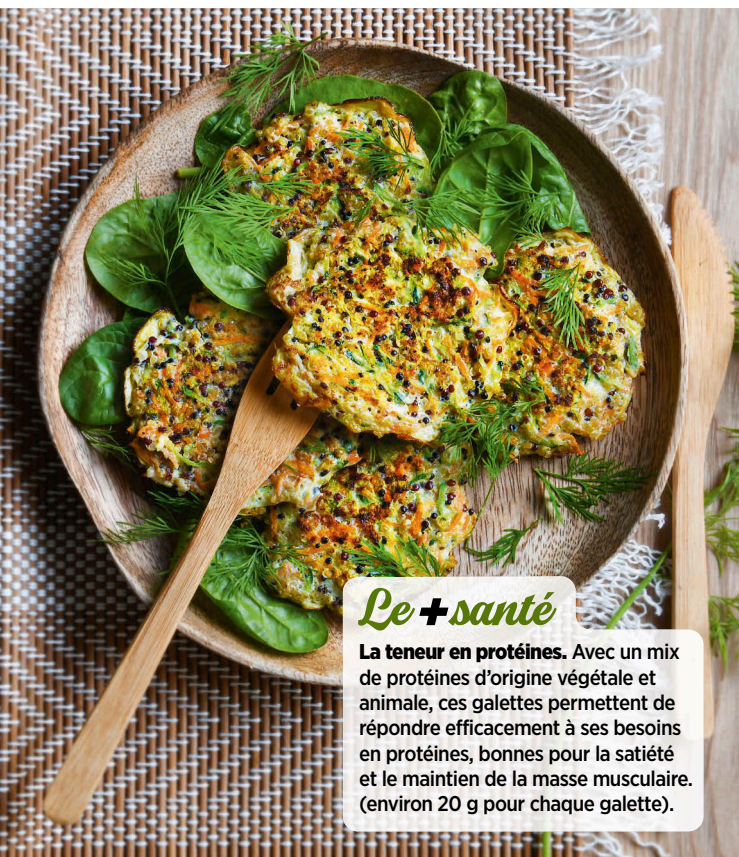 Le + santé
La teneur en protéines. Avec un mix
de protéines d'origine végétale et
animale, ces galettes permettent de
répondre efficacement à ses besoins
en protéines, bonnes pour la satiété
et le maintien de la masse musculaire.
(environ 20 g pour chaque galette).